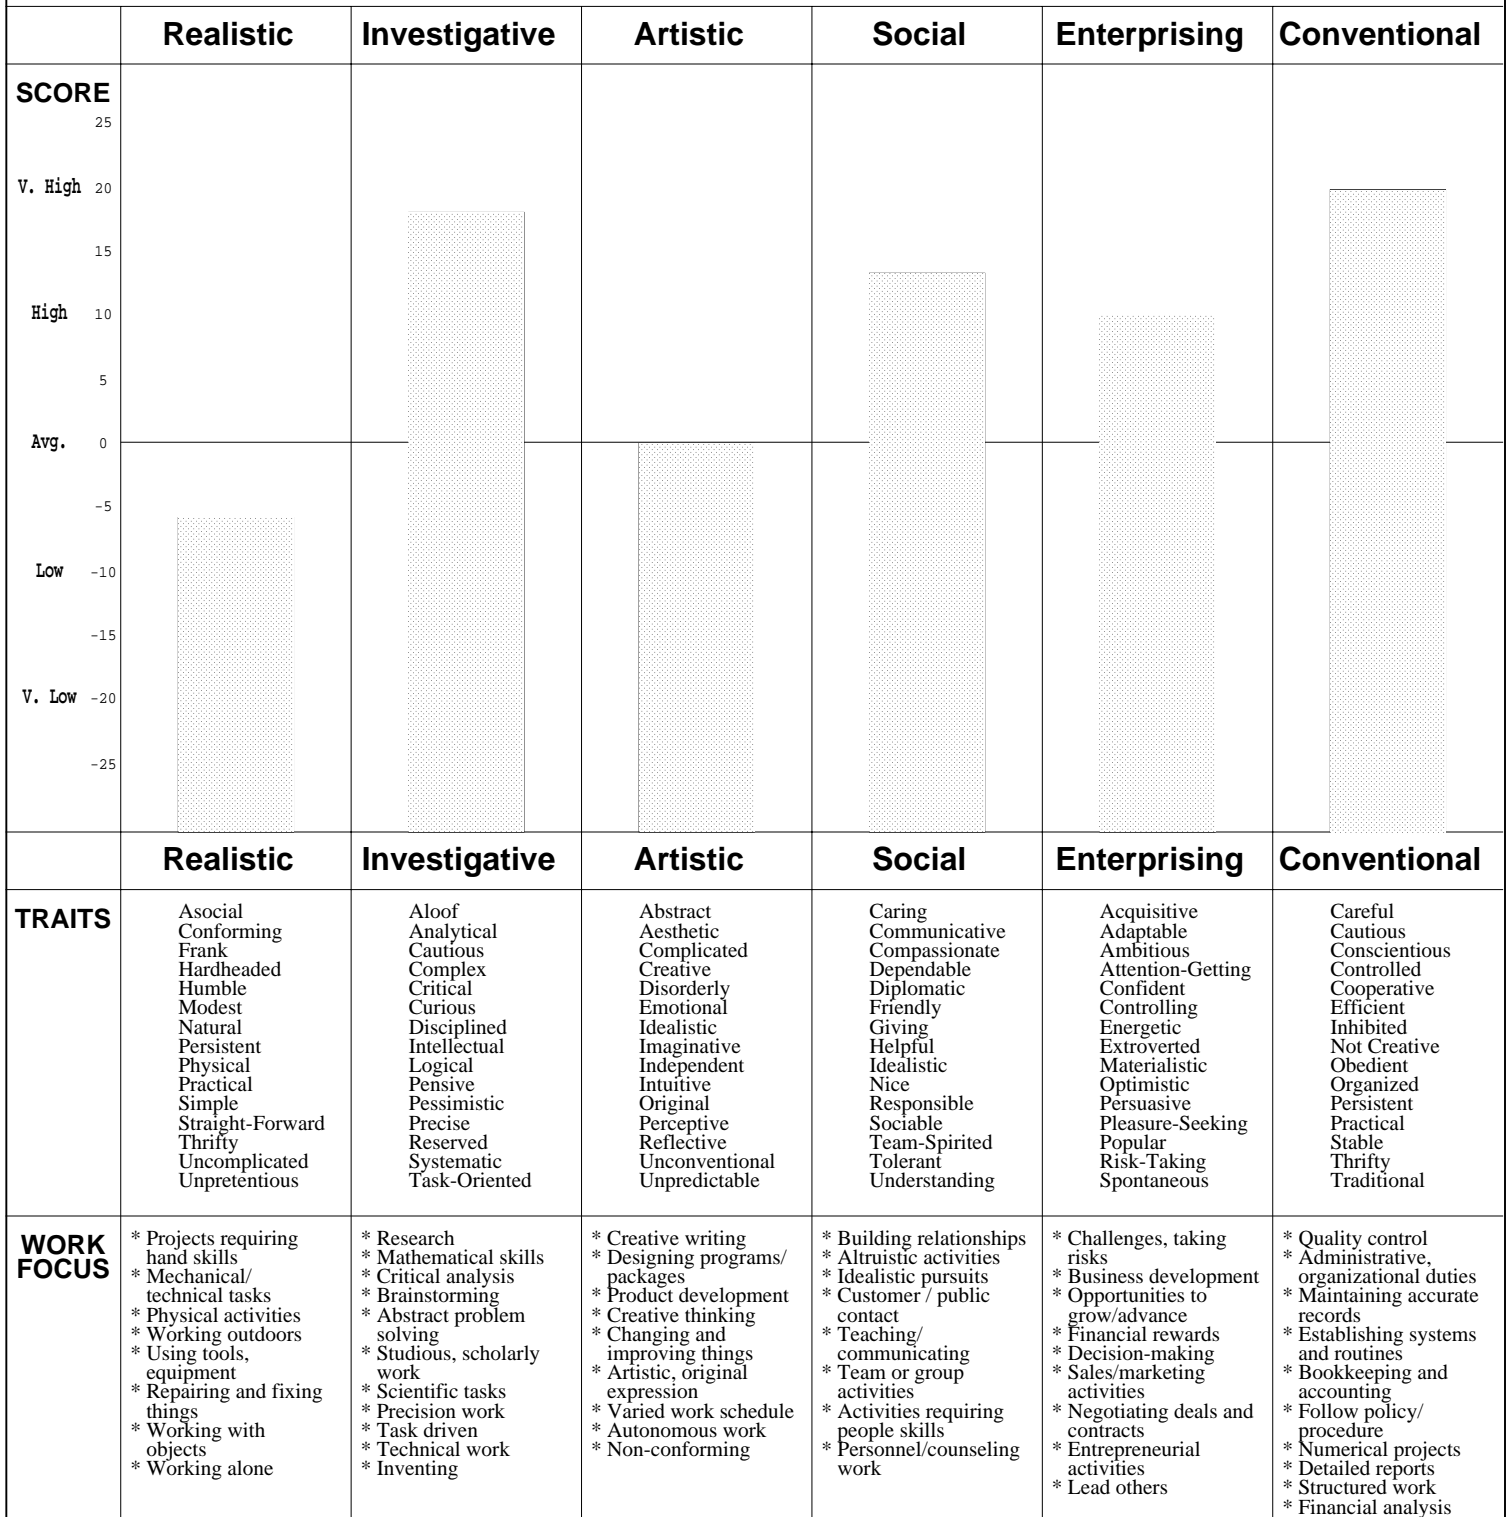 Realistic Investigative Artistic Social Enterprising Conventional
SCORE
25
V. High 20
15
High 10
5
Avg. 0
-5
Low -10
-15
V. Low -20
-25
Realistic Investigative Artistic Social Enterprising Conventional
TRAITS
Asocial
Conforming
Frank
Hardheaded
Humble
Modest
Natural
Persistent
Physical
Practical
Simple
Straight-Forward
Thrifty
Uncomplicated
Unpretentious
Aloof
Analytical
Cautious
Complex
Critical
Curious
Disciplined
Intellectual
Logical
Pensive
Pessimistic
Precise
Reserved
Systematic
Task-Oriented
Abstract
Aesthetic
Complicated
Creative
Disorderly
Emotional
Idealistic
Imaginative
Independent
Intuitive
Original
Perceptive
Reflective
Unconventional
Unpredictable
Caring
Communicative
Compassionate
Dependable
Diplomatic
Friendly
Giving
Helpful
Idealistic
Nice
Responsible
Sociable
Team-Spirited
Tolerant
Understanding
Acquisitive
Adaptable
Ambitious
Attention-Getting
Confident
Controlling
Energetic
Extroverted
Materialistic
Optimistic
Persuasive
Pleasure-Seeking
Popular
Risk-Taking
Spontaneous
Careful
Cautious
Conscientious
Controlled
Cooperative
Efficient
Inhibited
Not Creative
Obedient
Organized
Persistent
Practical
Stable
Thrifty
Traditional
WORK
FOCUS
* Projects requiring
hand skills
* Mechanical/
technical tasks
* Physical activities
* Working outdoors
* Using tools,
equipment
* Repairing and fixing
things
* Working with
objects
* Working alone
* Research
* Mathematical skills
* Critical analysis
* Brainstorming
* Abstract problem
solving
* Studious, scholarly
work
* Scientific tasks
* Precision work
* Task driven
* Technical work
* Inventing
* Creative writing
* Designing programs/
packages
* Product development
* Creative thinking
* Changing and
improving things
* Artistic, original
expression
* Varied work schedule
* Autonomous work
* Non-conforming
* Building relationships
* Altruistic activities
* Idealistic pursuits
* Customer / public
contact
* Teaching/
communicating
* Team or group
activities
* Activities requiring
people skills
* Personnel/counseling
work
* Challenges, taking
risks
* Business development
* Opportunities to
grow/advance
* Financial rewards
* Decision-making
* Sales/marketing
activities
* Negotiating deals and
contracts
* Entrepreneurial
activities
* Lead others
* Quality control
* Administrative,
organizational duties
* Maintaining accurate
records
* Establishing systems
and routines
* Bookkeeping and
accounting
* Follow policy/
procedure
* Numerical projects
* Detailed reports
* Structured work
* Financial analysis